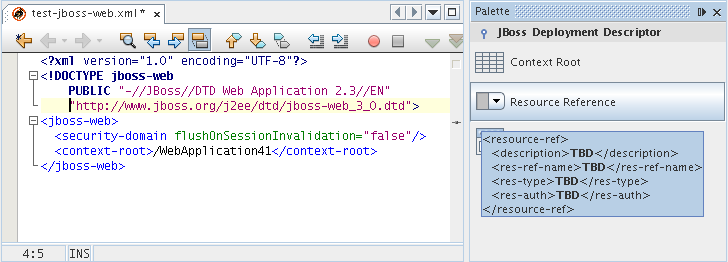 test-jboss-web.xml *
<?xml version="1.0" encoding="UTF-8"?>
<!DOCTYPE jboss-web
PUBLIC "-//JBoss//DTD Web Application 2.3//EN"
"http://www.jboss.org/j2ee/dtd/jboss-web_3_0.dtd">
<jboss-web>
<security-domain flushOnSessionInvalidation="false"/>
<context-root>/WebApplication41</context-root>
</jboss-web>
4:5 INS
Palette
JBoss Deployment Descriptor
Context Root
Resource Reference
<resource-ref>
<description>TBD</description>
<res-ref-name>TBD</res-ref-name>
<res-type>TBD</res-type>
<res-auth>TBD</res-auth>
</resource-ref>